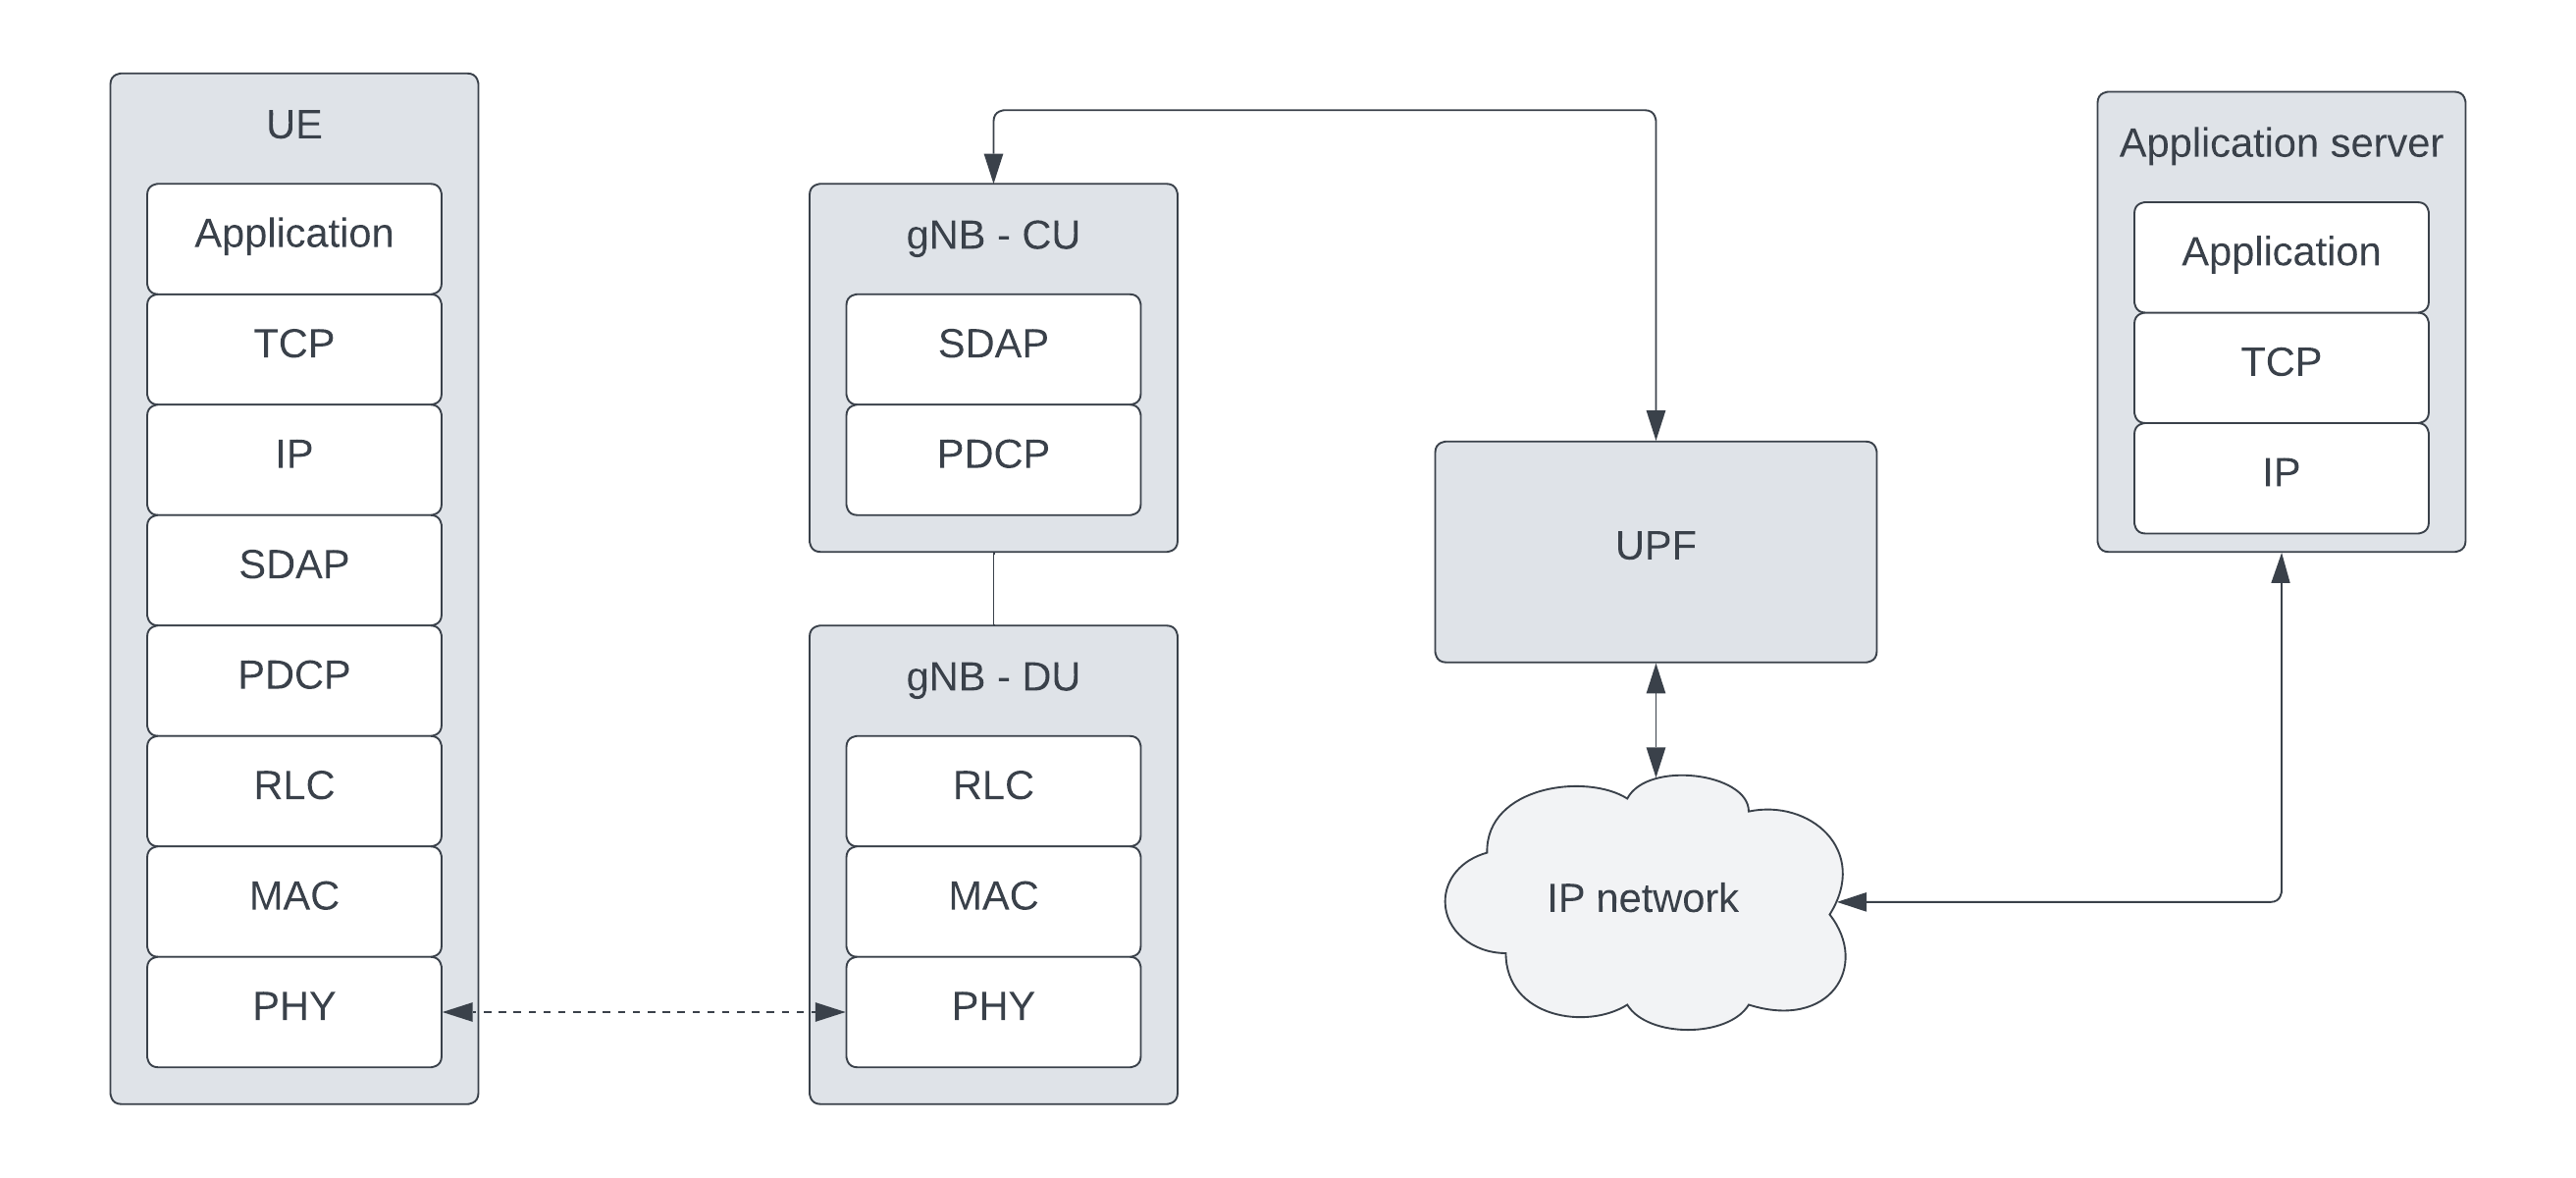 UE
Application
TCP
IP
SDAP
PDCP
RLC
MAC
PHY
gNB - CU
SDAP
PDCP
gNB - DU
RLC
MAC
PHY
UPF
IP network
Application server
Application
TCP
IP